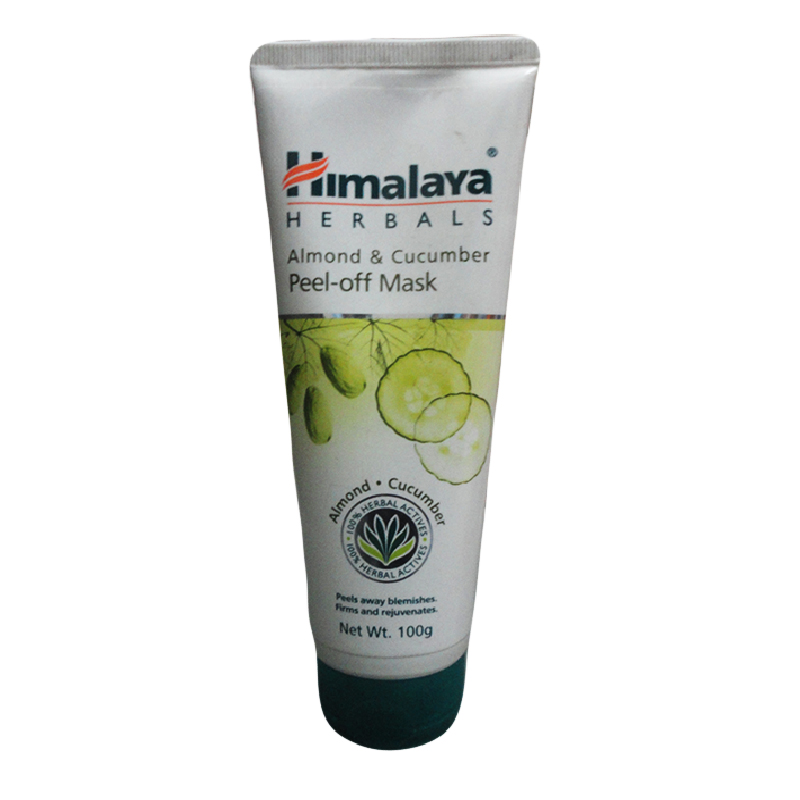 Himalaya®
HERBALS
Almond & Cucumber
Peel-off Mask
Almond • Cucumber
100% HERBAL ACTIVES •
100% HERBAL ACTIVES •
Peels away blemishes.
Firms and rejuvenates.
Net Wt. 100g